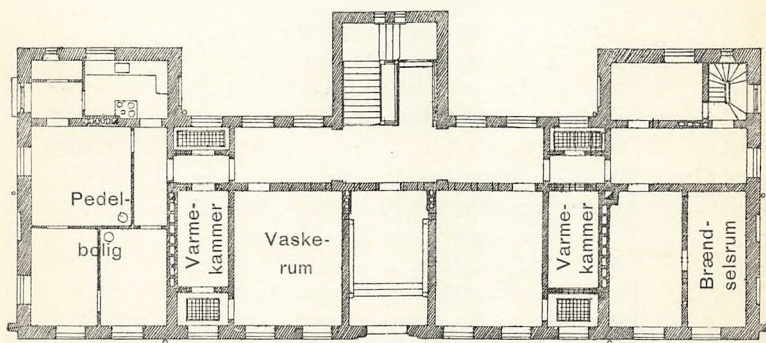 Pedel-
bolig
Varme-
kammer
Vaske-
rum
Varme-
kammer
Brænd-
selsrum